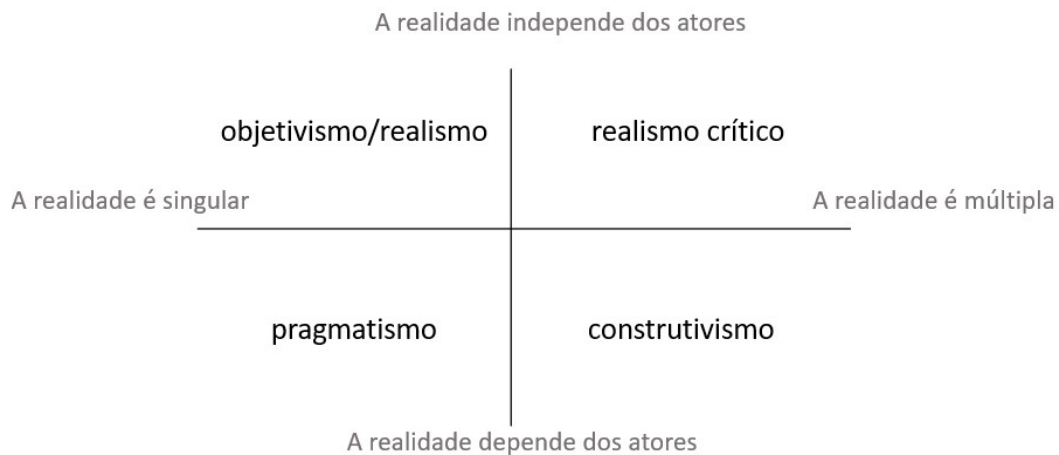 A realidade independe dos atores
objetivismo/realismo
realismo crítico
A realidade é singular
A realidade é múltipla
pragmatismo
construtivismo
A realidade depende dos atores